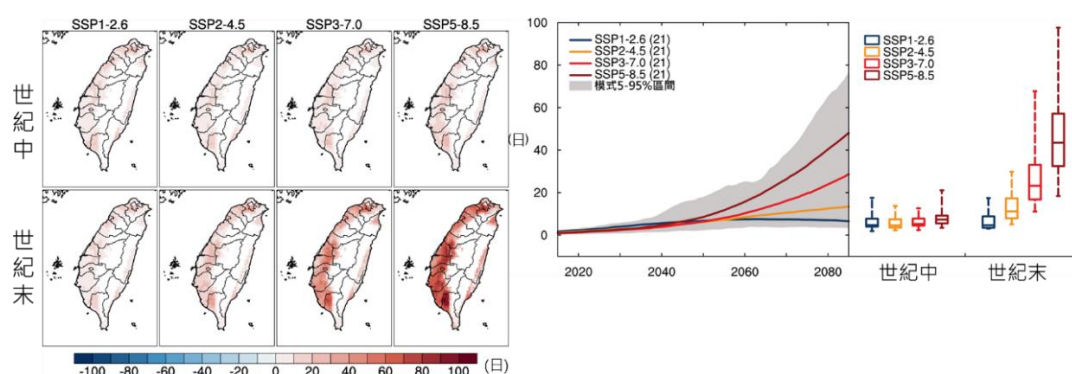 SSP1-2.6 SSP2-4.5 SSP3-7.0 SSP5-8.5
世紀中
世紀末
-100 -80 -60 -40 -20 0 20 40 60 80 100 (日)
100
80
60
(日)
40
20
0
SSP1-2.6 (21)
SSP2-4.5 (21)
SSP3-7.0 (21)
SSP5-8.5 (21)
模式5-95%區間
2020 2040 2060 2080
SSP1-2.6
SSP2-4.5
SSP3-7.0
SSP5-8.5
世紀中 世紀末